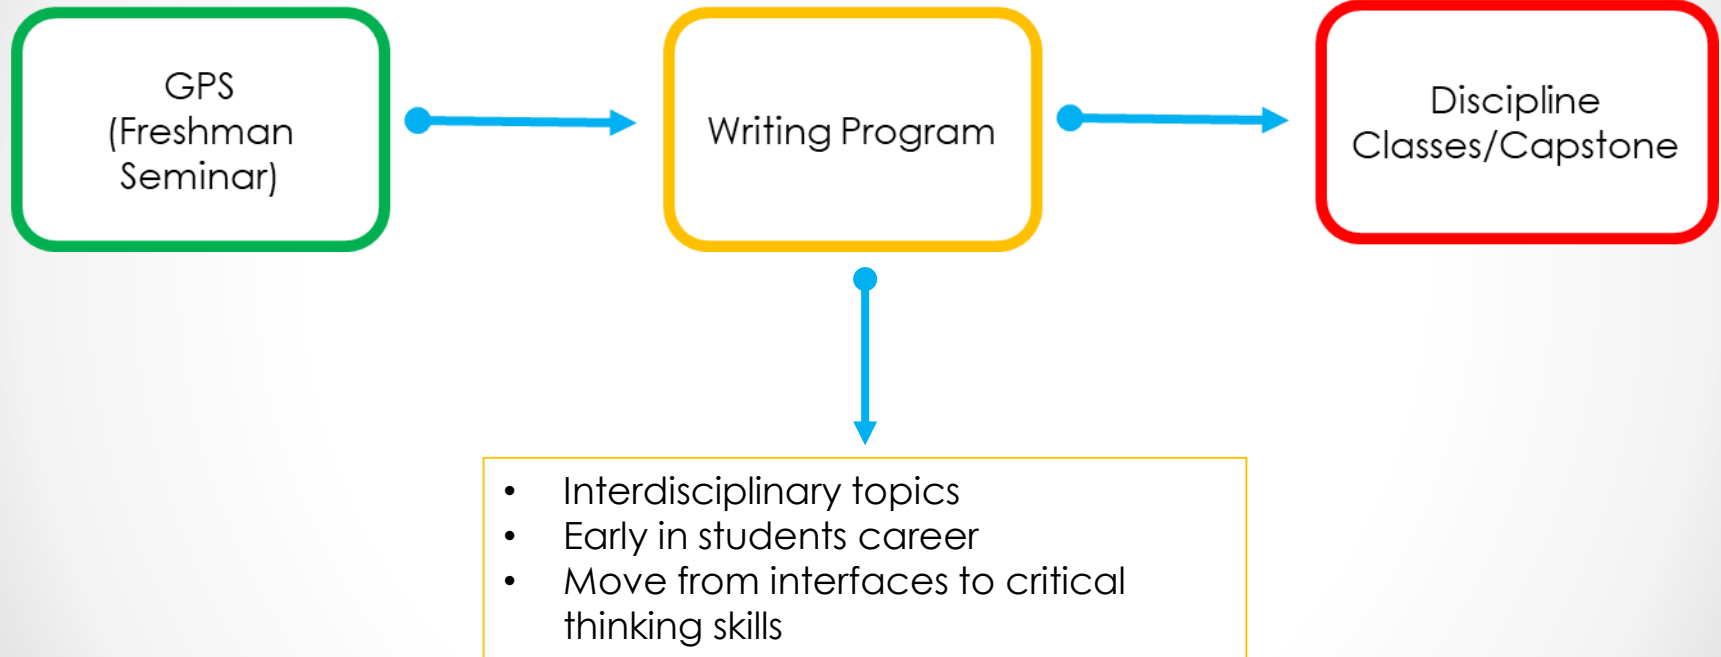 GPS
(Freshman
Seminar)
Writing Program
Discipline
Classes/Capstone
• Interdisciplinary topics
• Early in students career
• Move from interfaces to critical
thinking skills